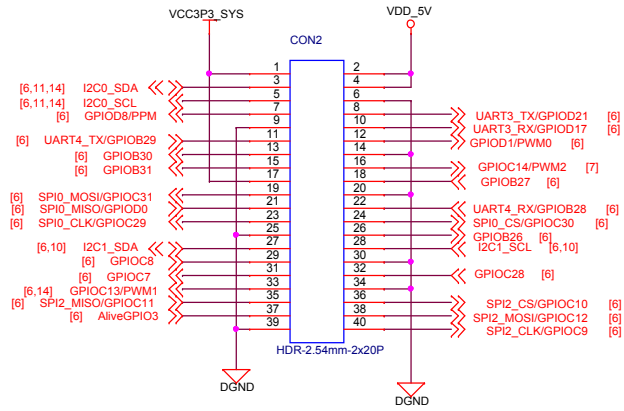 VCC3P3_SYS VDD_5V
CON2
1 2
[6,11,14] I2C0_SDA 3 4
[6,11,14] I2C0_SCL 5 6
[6] GPIOD8/PPM 7 8 UART3_TX/GPIOD21 [6]
9 10 UART3_RX/GPIOD17 [6]
[6] UART4_TX/GPIOB29 11 12 GPIOD1/PWM0 [6]
[6] GPIOB30 13 14
[6] GPIOB31 15 16 GPIOC14/PWM2 [7]
17 18 GPIOB27 [6]
[6] SPI0_MOSI/GPIOC31 19 20
[6] SPI0_MISO/GPIOD0 21 22 UART4_RX/GPIOB28 [6]
[6] SPI0_CLK/GPIOC29 23 24 SPI0_CS/GPIOC30 [6]
25 26 GPIOB26 [6]
[6,10] I2C1_SDA 27 28 I2C1_SCL [6,10]
[6] GPIOC8 29 30
[6] GPIOC7 31 32 GPIOC28 [6]
[6,14] GPIOC13/PWM1 33 34
[6] SPI2_MISO/GPIOC11 35 36 SPI2_CS/GPIOC10 [6]
[6] AliveGPIO3 37 38 SPI2_MOSI/GPIOC12 [6]
39 40 SPI2_CLK/GPIOC9 [6]
HDR-2.54mm-2x20P
DGND DGND